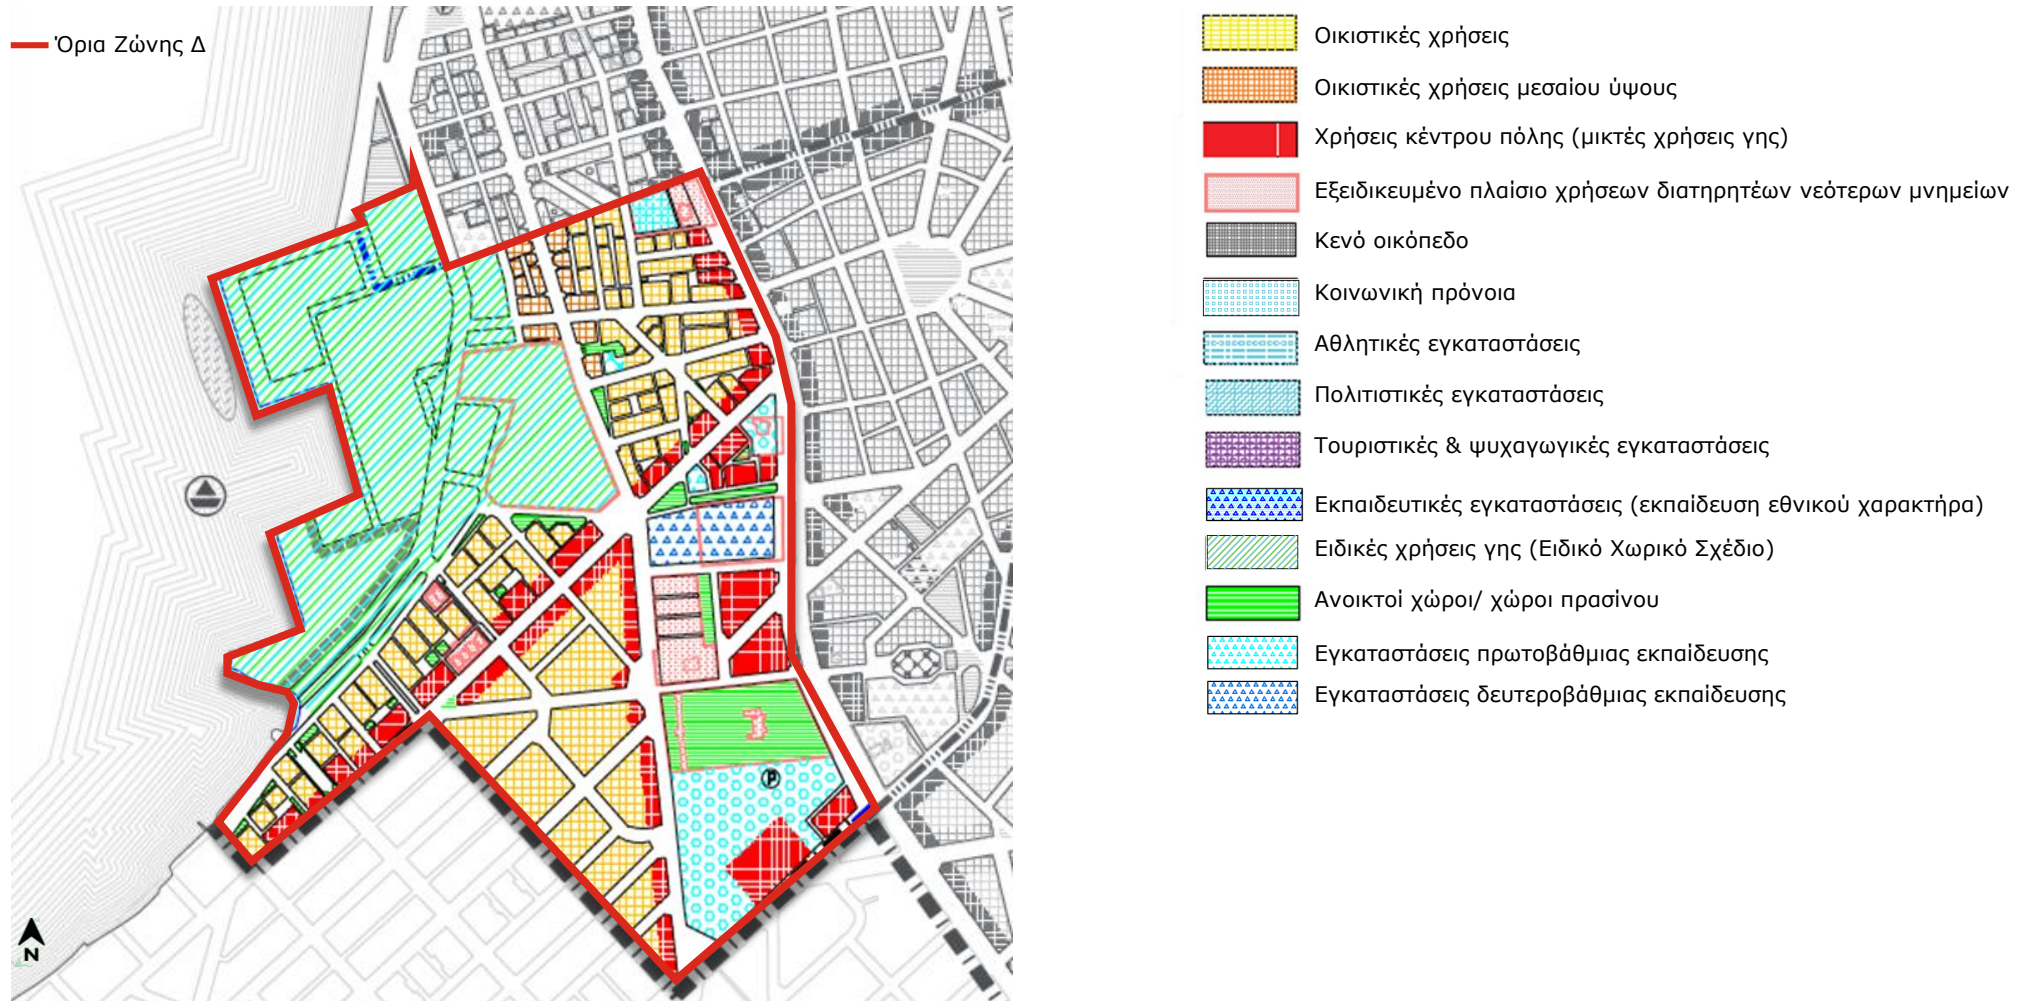 Όρια Ζώνης Δ
Οικιστικές χρήσεις
Οικιστικές χρήσεις μεσαίου ύψους
Χρήσεις κέντρου πόλης (μικτές χρήσεις γης)
Εξειδικευμένο πλαίσιο χρήσεων διατηρητέων νεότερων μνημείων
Κενό οικόπεδο
Κοινωνική πρόνοια
Αθλητικές εγκαταστάσεις
Πολιτιστικές εγκαταστάσεις
Τουριστικές & ψυχαγωγικές εγκαταστάσεις
Εκπαιδευτικές εγκαταστάσεις (εκπαίδευση εθνικού χαρακτήρα)
Ειδικές χρήσεις γης (Ειδικό Χωρικό Σχέδιο)
Ανοικτοί χώροι/ χώροι πρασίνου
Εγκαταστάσεις πρωτοβάθμιας εκπαίδευσης
Εγκαταστάσεις δευτεροβάθμιας εκπαίδευσης
P
N